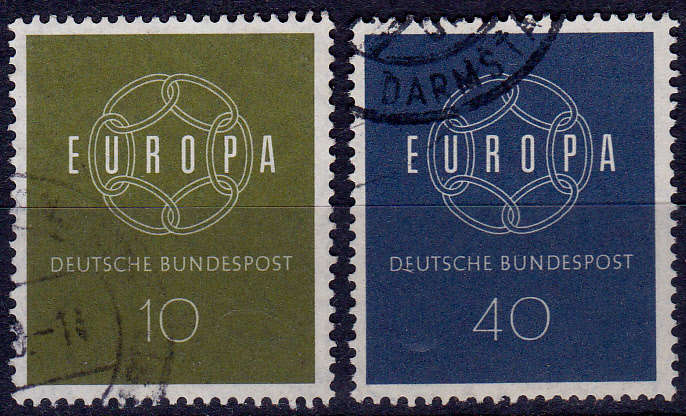 EUROPA
DEUTSCHE BUNDESPOST
10
DARMST
EUROPA
DEUTSCHE BUNDESPOST
40